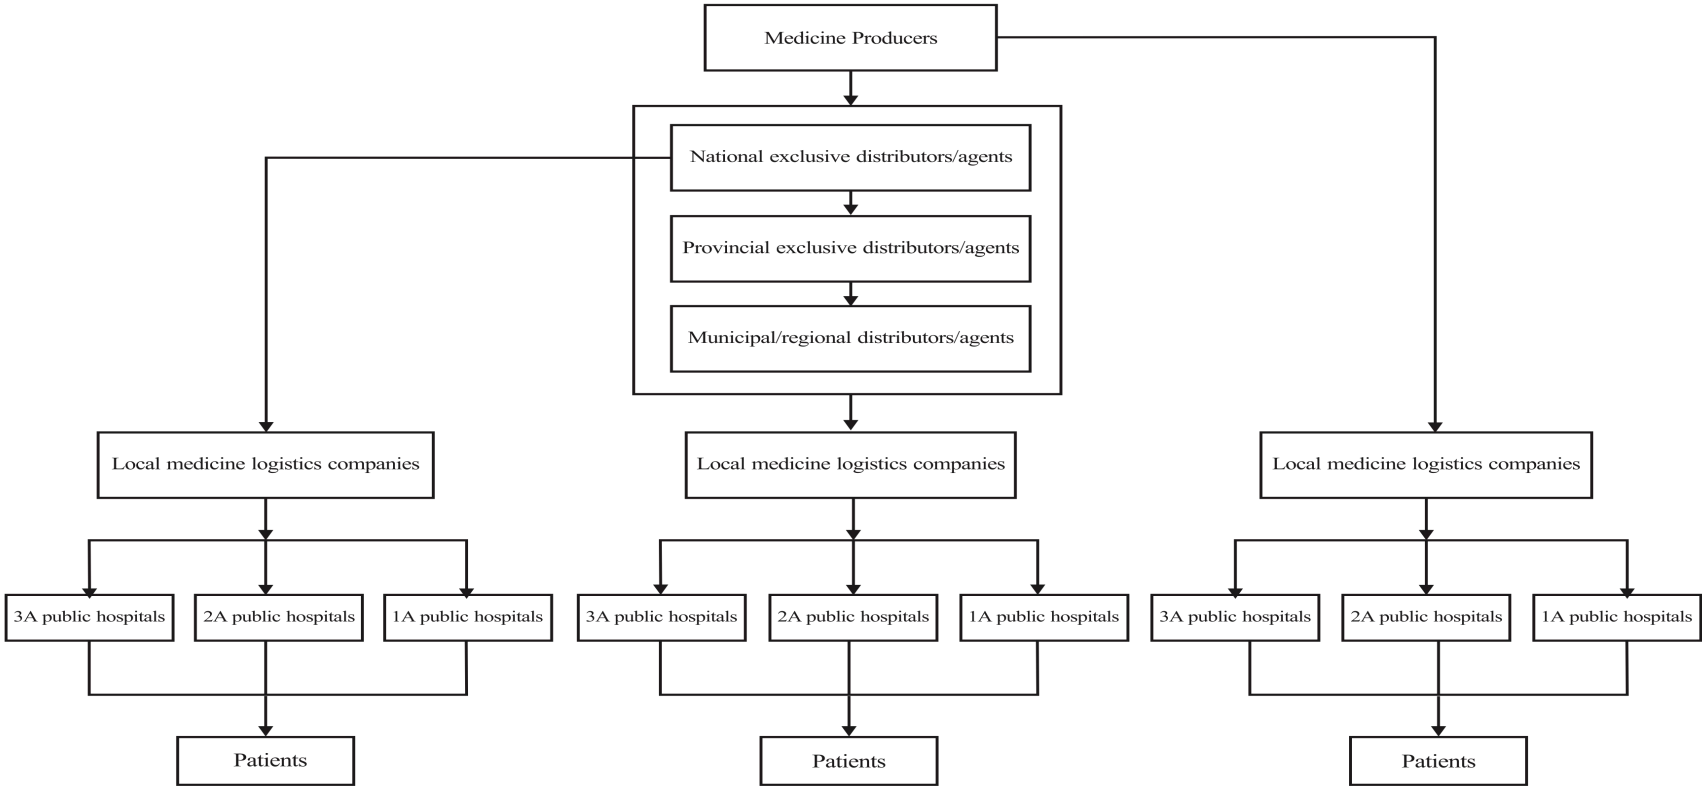 Medicine Producers
National exclusive distributors/agents
Provincial exclusive distributors/agents
Municipal/regional distributors/agents
Local medicine logistics companies
Local medicine logistics companies
Local medicine logistics companies
3A public hospitals
2A public hospitals
1A public hospitals
3A public hospitals
2A public hospitals
1A public hospitals
3A public hospitals
2A public hospitals
1A public hospitals
Patients
Patients
Patients